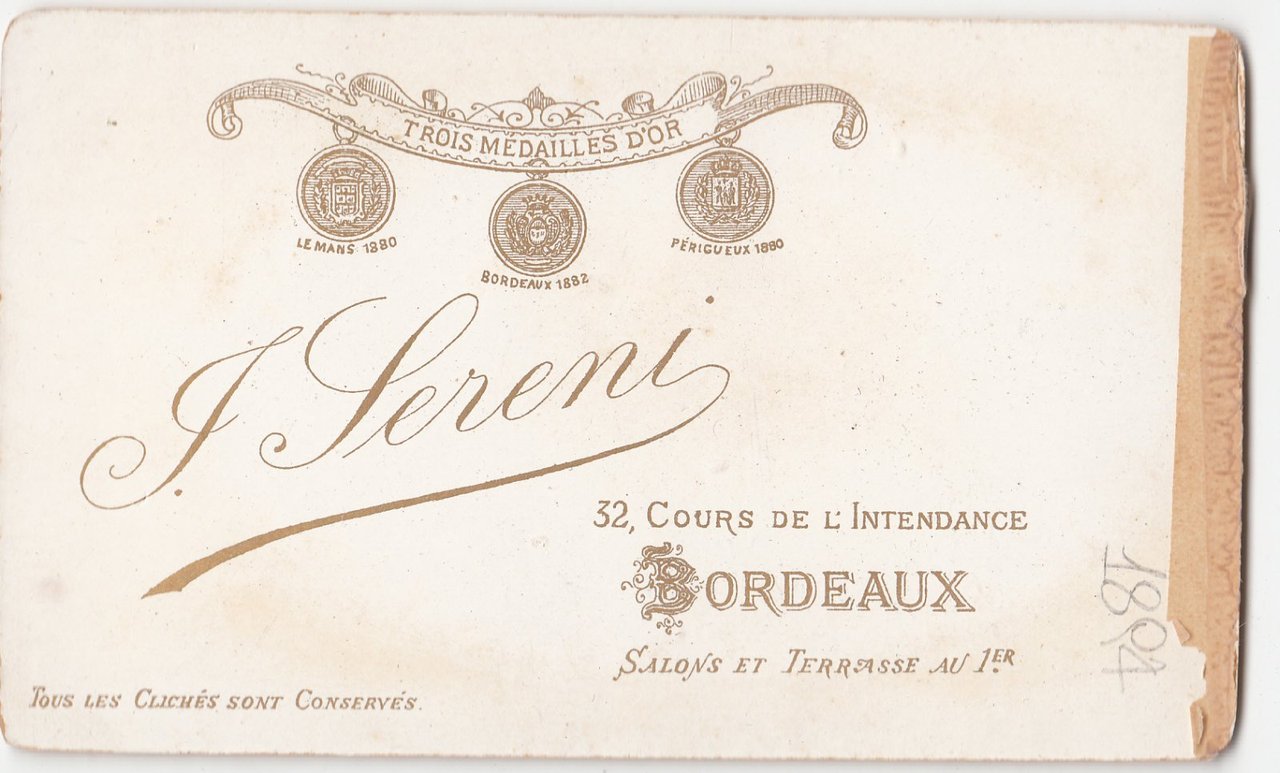 TROIS MÉDAILLES D'OR
LE MANS 1880
PÉRIGUEUX 1880
BORDEAUX 1882
J. Sereni
32, COURS DE L'INTENDANCE
BORDEAUX
SALONS ET TERRASSE AU 1ER
TOUS LES CLICHÉS SONT CONSERVÉS.
1894